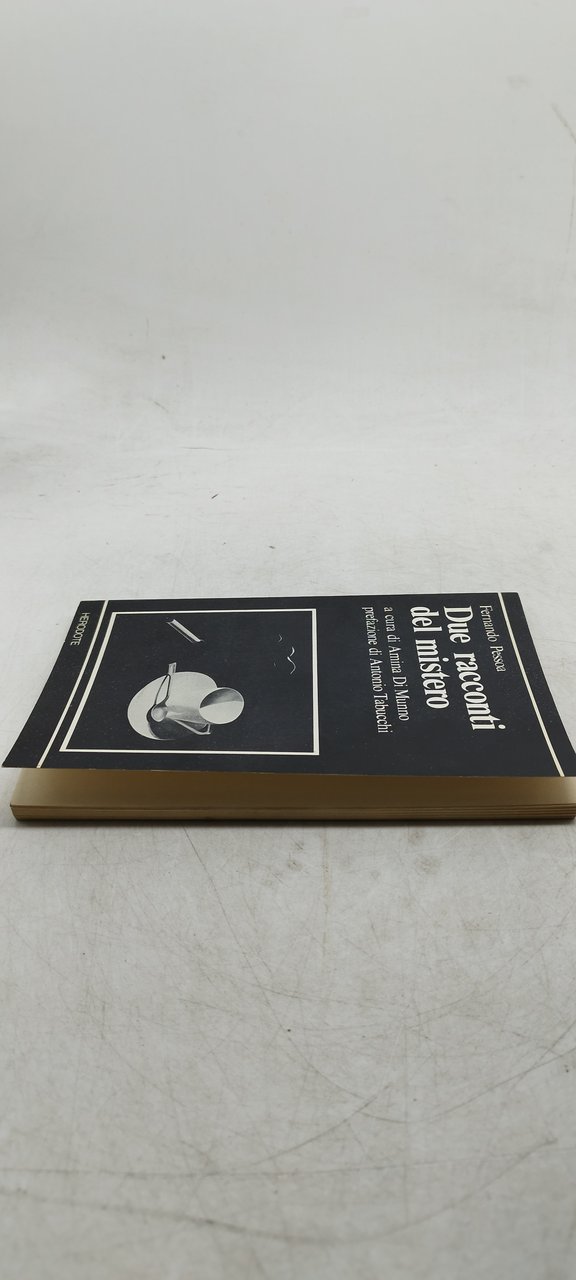 Fernando Pessoa
Due racconti
del mistero
a cura di Amina Di Munno
prefazione di Antonio Tabucchi
HERODOTE